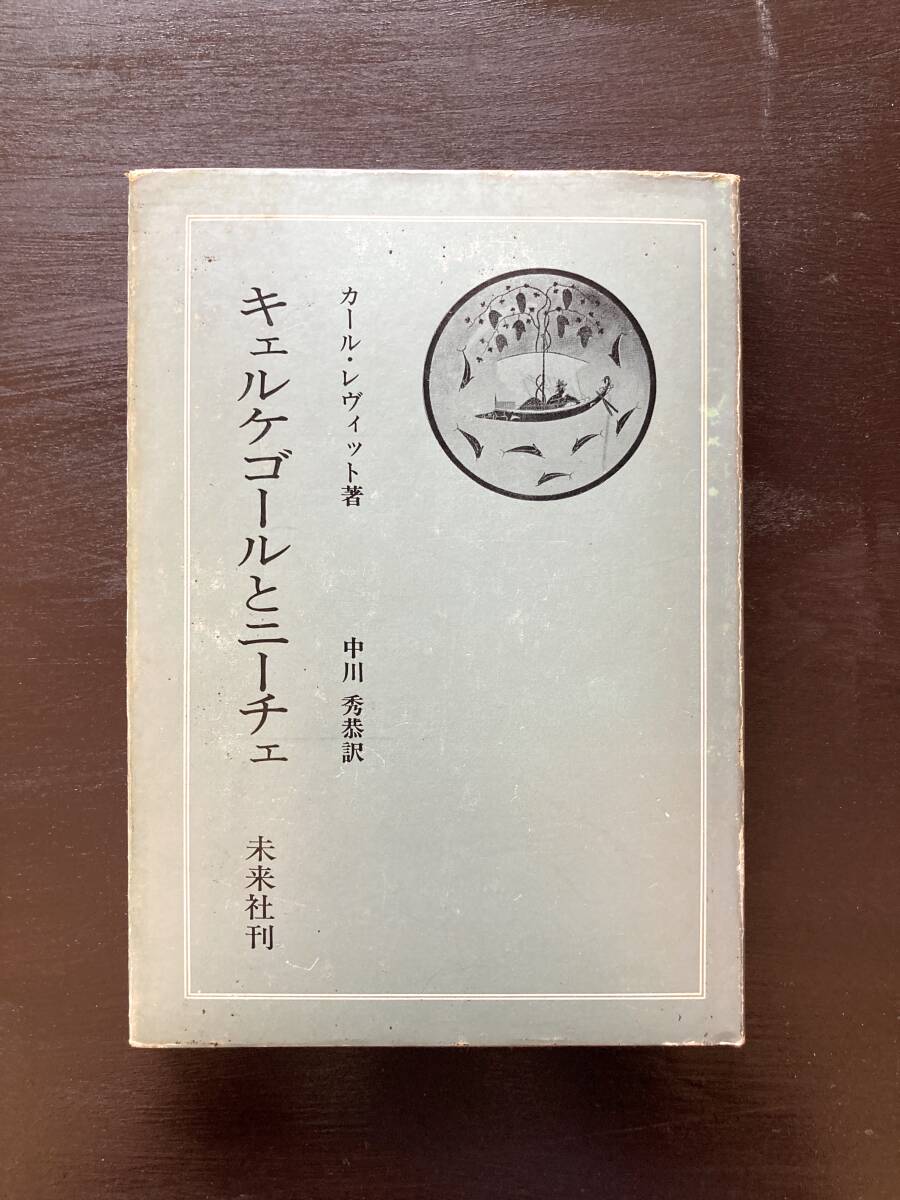 カール・レヴィット著
中川 秀恭訳
キェルケゴールとニーチェ
未来社刊